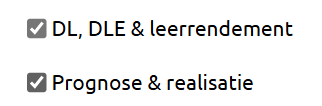 DL, DLE & leerrendement
Prognose & realisatie